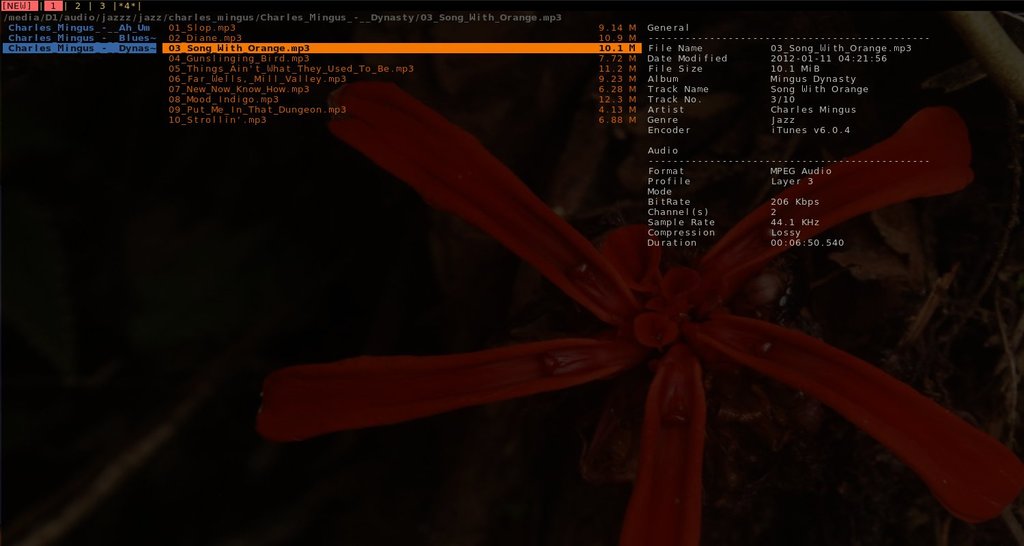 [NEW] | 1 | 2 | 3 |*4*|
/media/D1/audio/jazzz/jazz/charles_mingus/Charles_Mingus_-__Dynasty/03_Song_With_Orange.mp3
Charles_Mingus_-__Ah_Um
Charles_Mingus_-__Blues~
Charles_Mingus_-__Dynas~
01_Slop.mp3 9.14 M
02_Diane.mp3 10.9 M
03_Song_With_Orange.mp3 10.1 M
04_Gunslinging_Bird.mp3 7.72 M
05_Things_Ain't_What_They_Used_To_Be.mp3 11.2 M
06_Far_Wells,_Mill_Valley.mp3 9.23 M
07_New_Now_Know_How.mp3 6.28 M
08_Mood_Indigo.mp3 12.3 M
09_Put_Me_In_That_Dungeon.mp3 4.13 M
10_Strollin'.mp3 6.88 M
General
----------------------------------------------
File Name 03_Song_With_Orange.mp3
Date Modified 2012-01-11 04:21:56
File Size 10.1 MiB
Album Mingus Dynasty
Track Name Song With Orange
Track No. 3/10
Artist Charles Mingus
Genre Jazz
Encoder iTunes v6.0.4
Audio
----------------------------------------------
Format MPEG Audio
Profile Layer 3
Mode
BitRate 206 Kbps
Channel(s) 2
Sample Rate 44.1 KHz
Compression Lossy
Duration 00:06:50.540